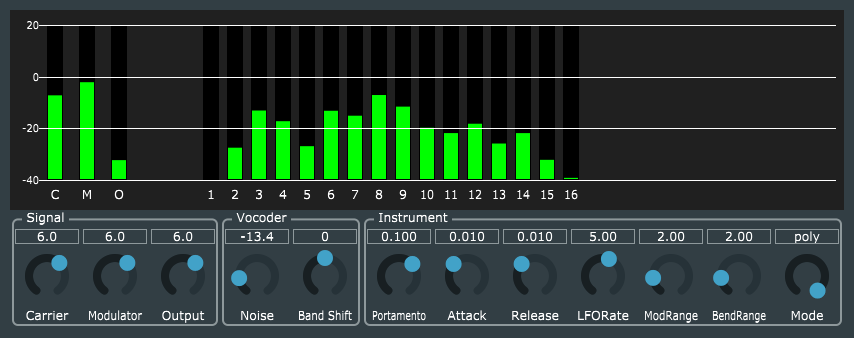 20
0
-20
-40
C M O 1 2 3 4 5 6 7 8 9 10 11 12 13 14 15 16
Signal Vocoder Instrument
6.0 6.0 6.0 -13.4 0 0.100 0.010 0.010 5.00 2.00 2.00 poly
Carrier Modulator Output Noise Band Shift Portamento Attack Release LFORate ModRange BendRange Mode